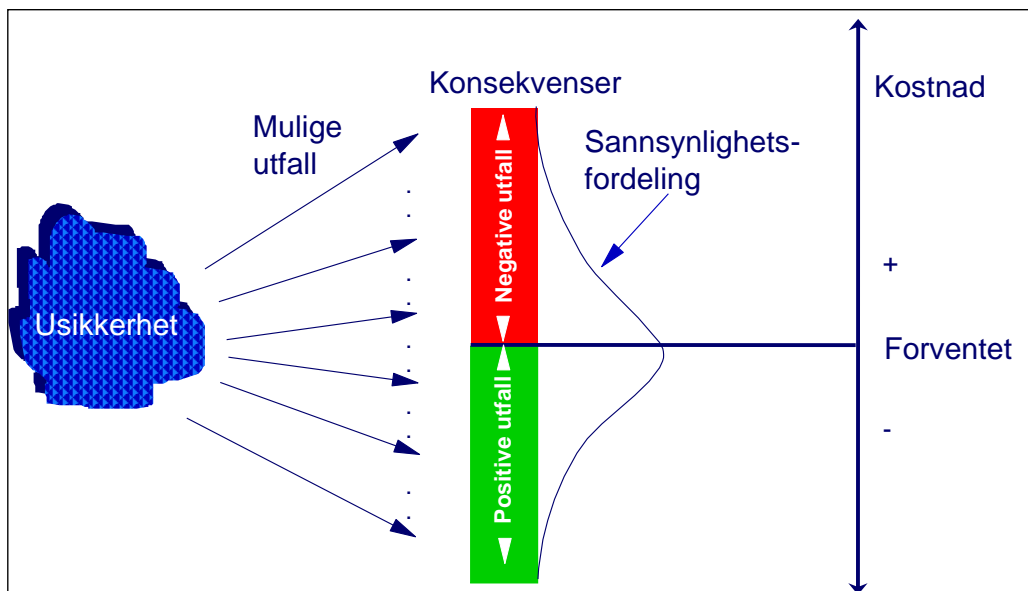 Konsekvenser
Kostnad
Mulige
utfall
Sannsynlighets-
fordeling
Negative utfall
+
Usikkerhet
Forventet
Positive utfall
-